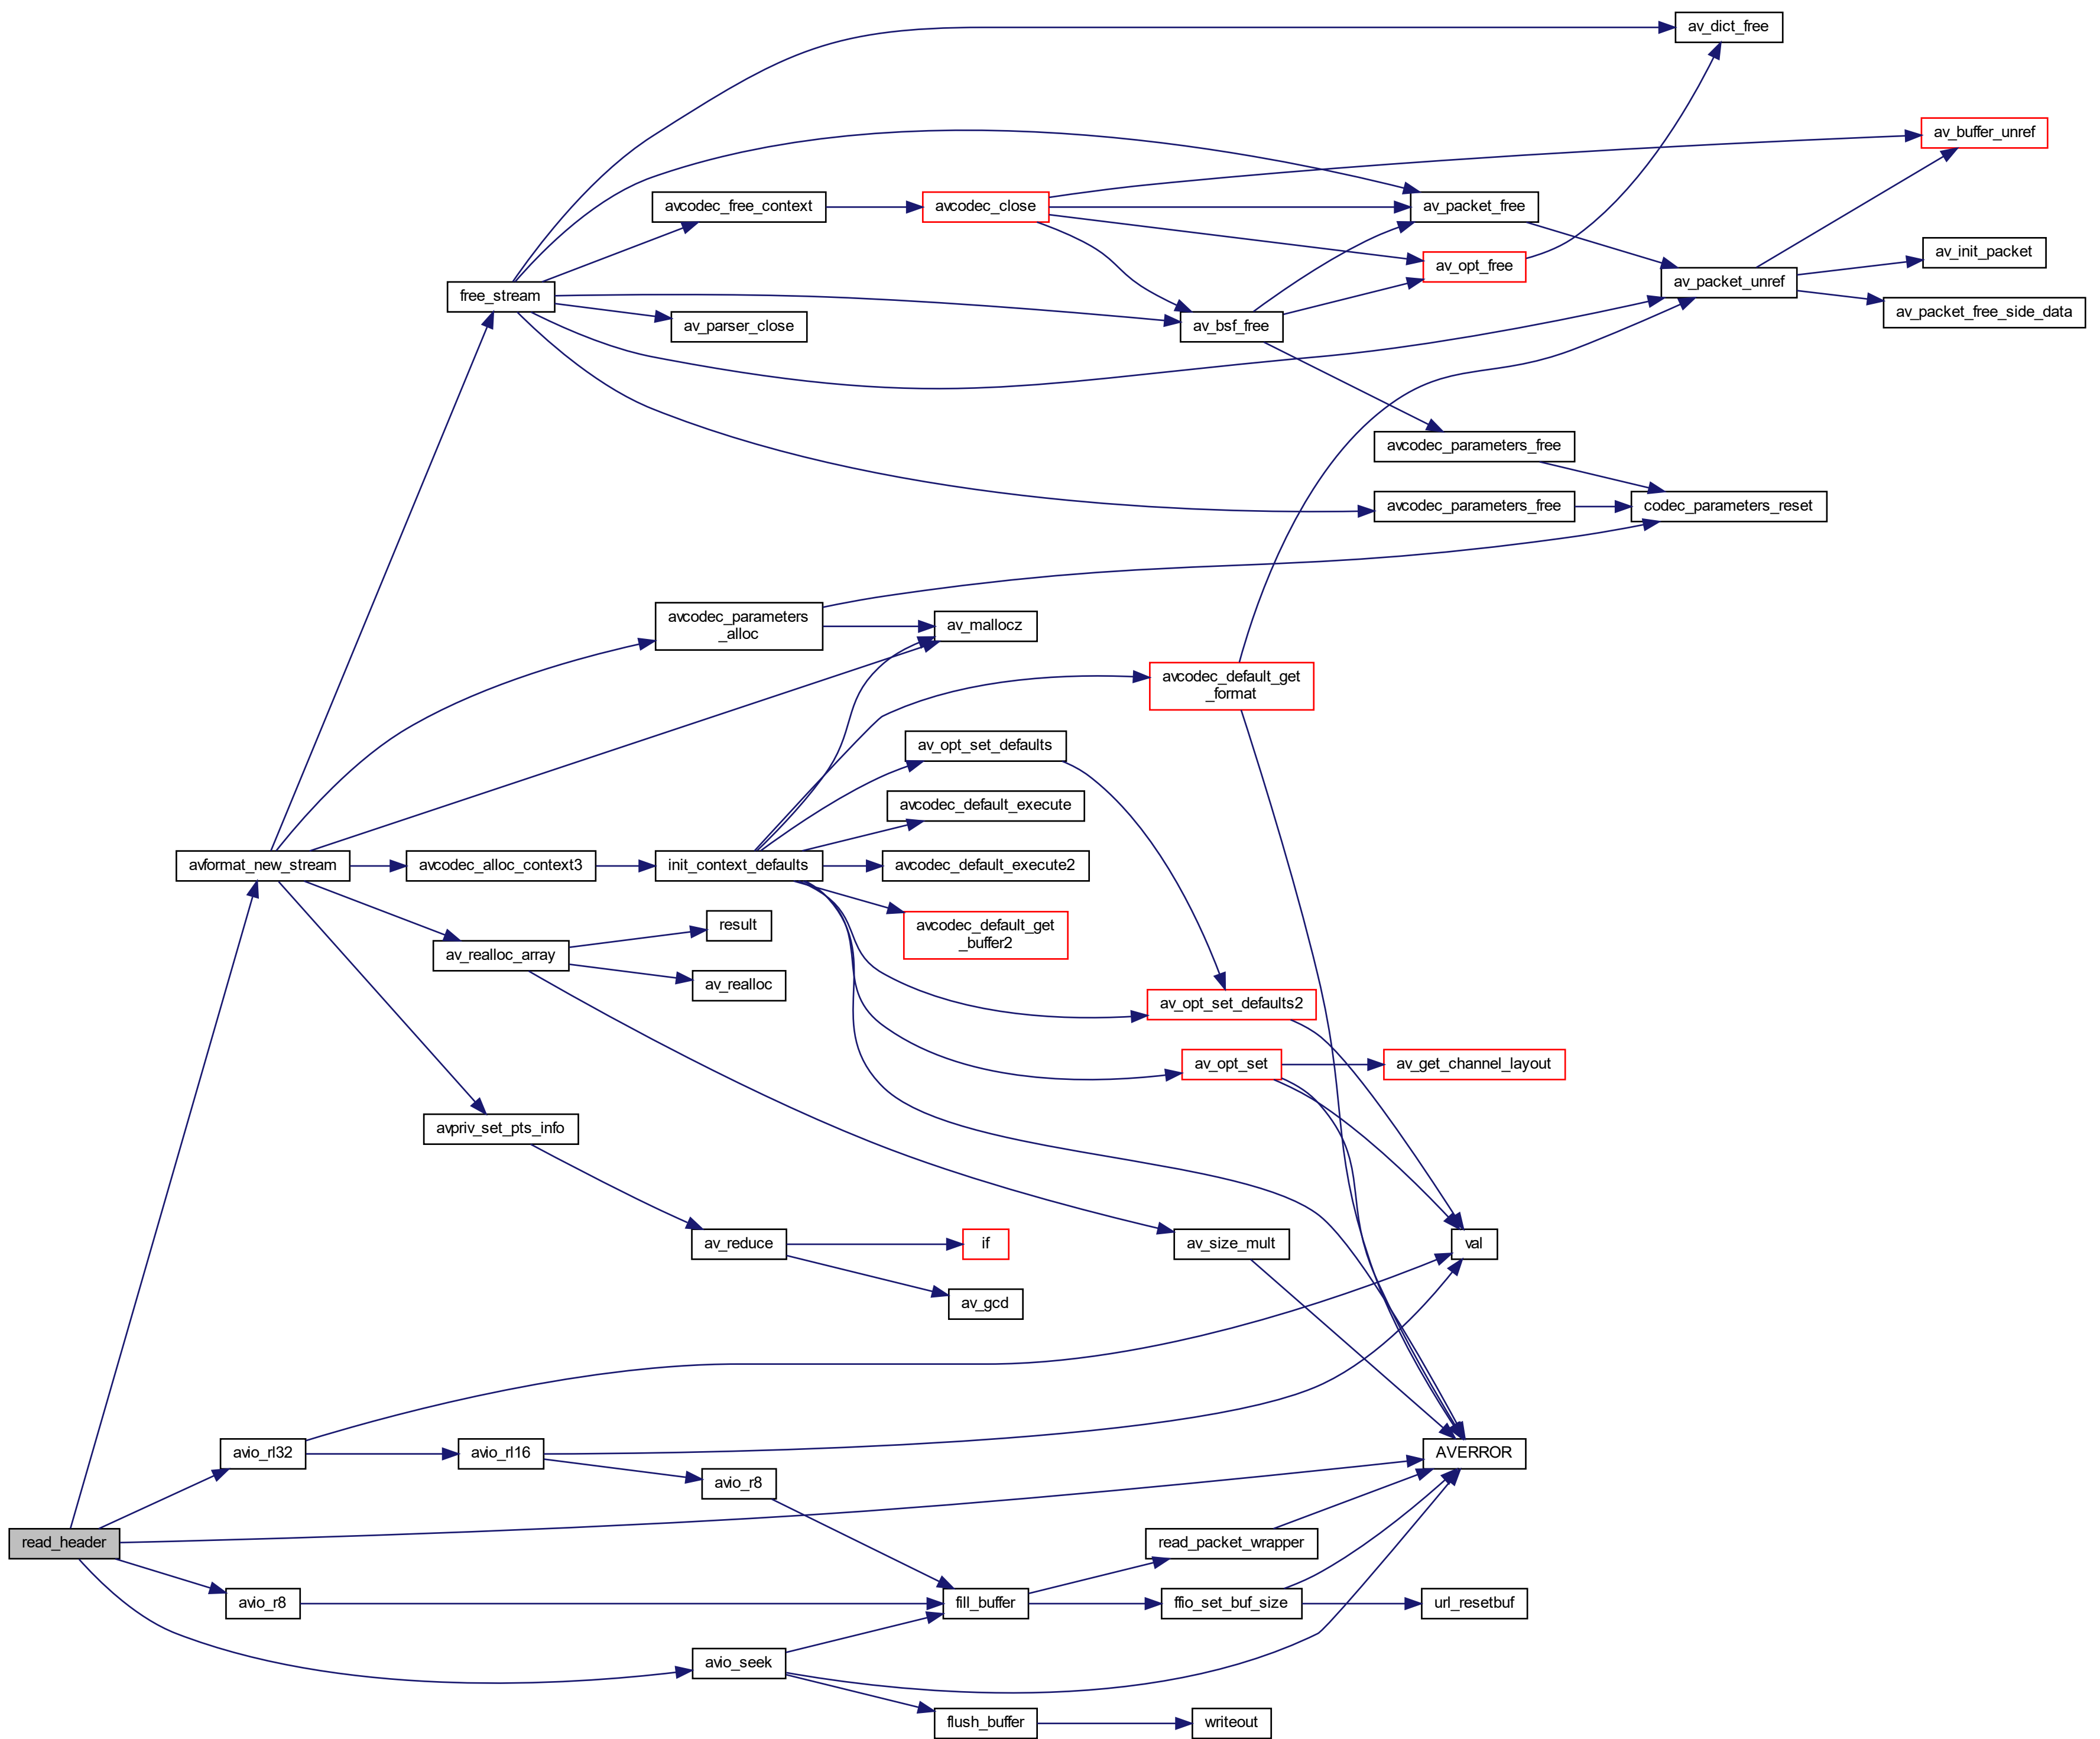 av_dict_free
av_buffer_unref
avcodec_free_context
avcodec_close
av_packet_free
av_init_packet
av_opt_free
free_stream
av_packet_unref
av_packet_free_side_data
av_parser_close
av_bsf_free
avcodec_parameters_free
avcodec_parameters_free
codec_parameters_reset
avcodec_parameters
_alloc
av_mallocz
avcodec_default_get
_format
av_opt_set_defaults
avcodec_default_execute
avformat_new_stream
avcodec_alloc_context3
init_context_defaults
avcodec_default_execute2
result
avcodec_default_get
_buffer2
av_realloc_array
av_realloc
av_opt_set_defaults2
av_opt_set
av_get_channel_layout
avpriv_set_pts_info
av_reduce
if
av_size_mult
val
av_gcd
avio_rl32
avio_rl16
AVERROR
avio_r8
read_header
read_packet_wrapper
avio_r8
fill_buffer
ffio_set_buf_size
url_resetbuf
avio_seek
flush_buffer
writeout